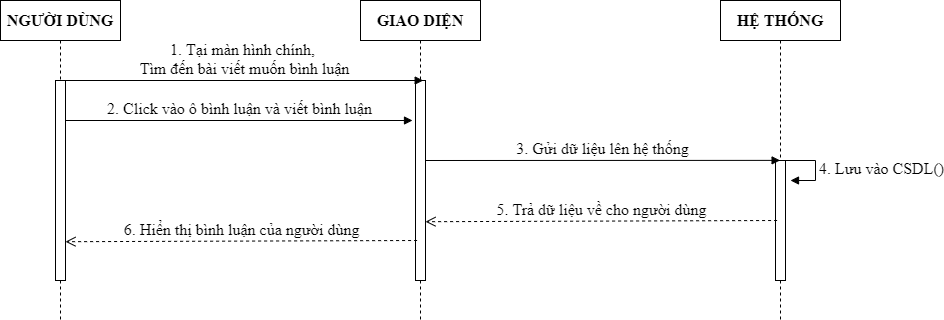 NGƯỜI DÙNG
GIAO DIỆN
HỆ THỐNG
1. Tại màn hình chính,
Tìm đến bài viết muốn bình luận
2. Click vào ô bình luận và viết bình luận
3. Gửi dữ liệu lên hệ thống
4. Lưu vào CSDL()
5. Trả dữ liệu về cho người dùng
6. Hiển thị bình luận của người dùng